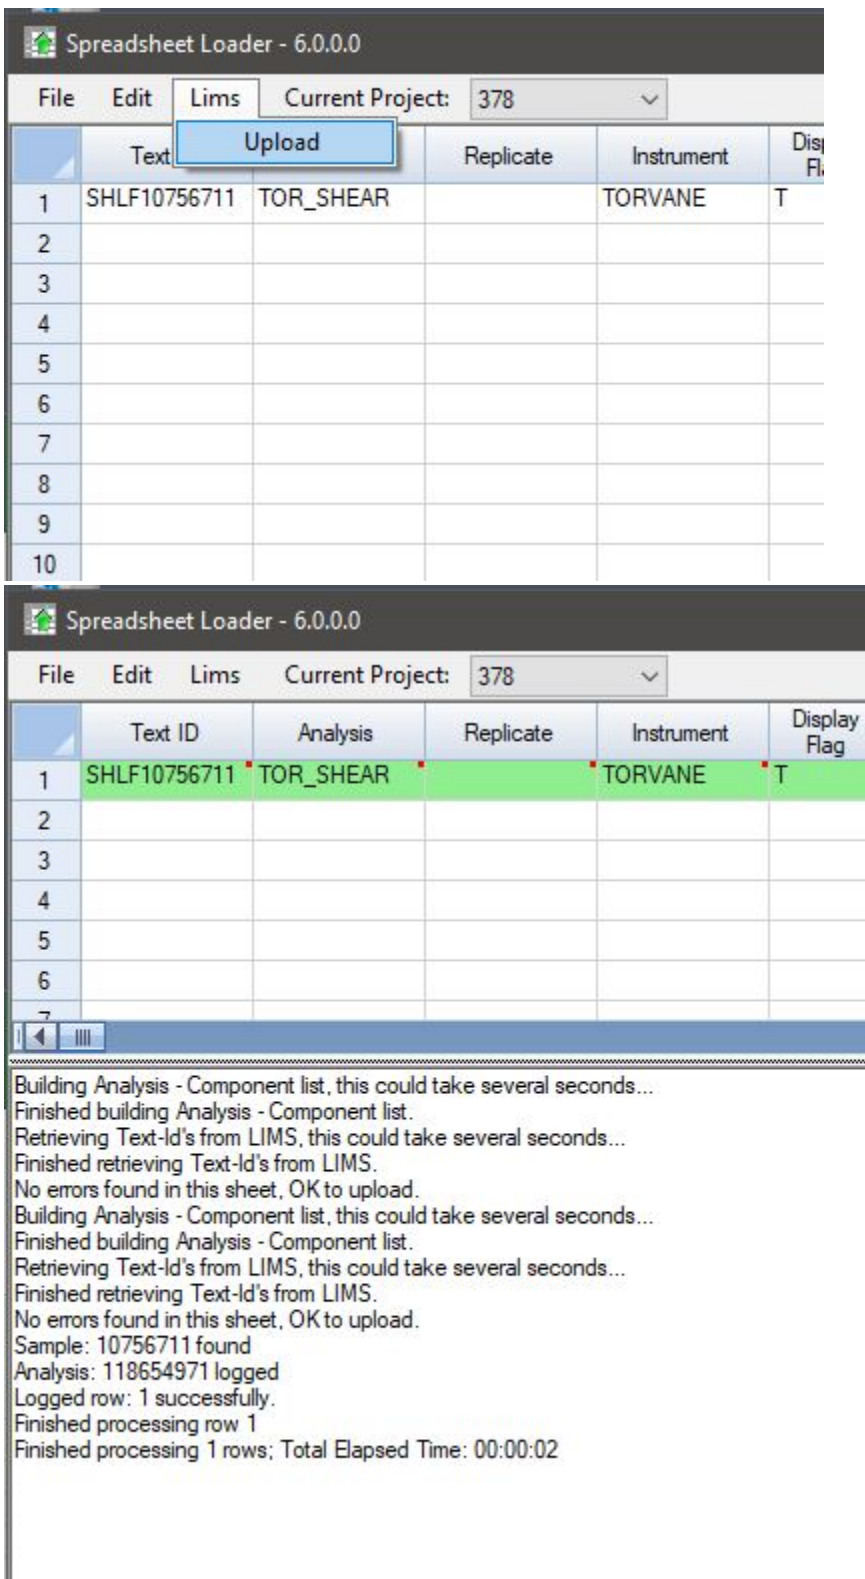 Spreadsheet Loader - 6.0.0.0
File Edit Lims Current Project: 378
Upload
Text Replicate Instrument
1 SHLF10756711 TOR_SHEAR TORVANE T
2
3
4
5
6
7
8
9
10
Spreadsheet Loader - 6.0.0.0
File Edit Lims Current Project: 378
Text ID Analysis Replicate Instrument Display Flag
1 SHLF10756711 TOR_SHEAR TORVANE T
2
3
4
5
6
7
Building Analysis - Component list, this could take several seconds...
Finished building Analysis - Component list.
Retrieving Text-Id's from LIMS, this could take several seconds...
Finished retrieving Text-Id's from LIMS.
No errors found in this sheet, OK to upload.
Building Analysis - Component list, this could take several seconds...
Finished building Analysis - Component list.
Retrieving Text-Id's from LIMS, this could take several seconds...
Finished retrieving Text-Id's from LIMS.
No errors found in this sheet, OK to upload.
Sample: 10756711 found
Analysis: 118654971 logged
Logged row: 1 successfully.
Finished processing row 1
Finished processing 1 rows; Total Elapsed Time: 00:00:02